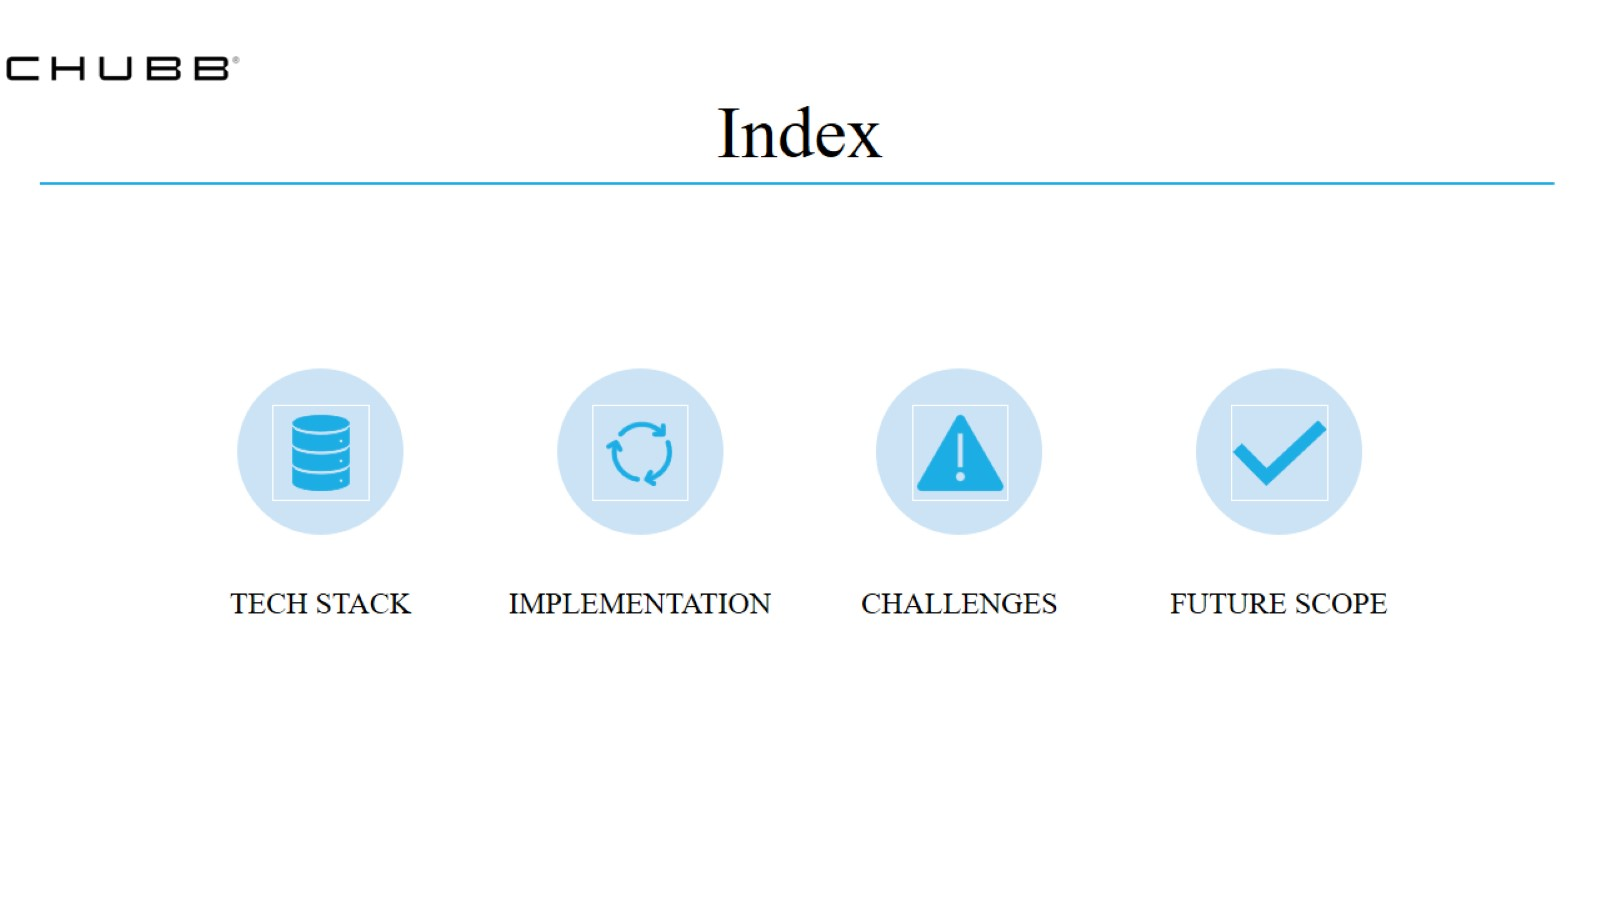 CHUBB®
Index
TECH STACK
IMPLEMENTATION
CHALLENGES
FUTURE SCOPE